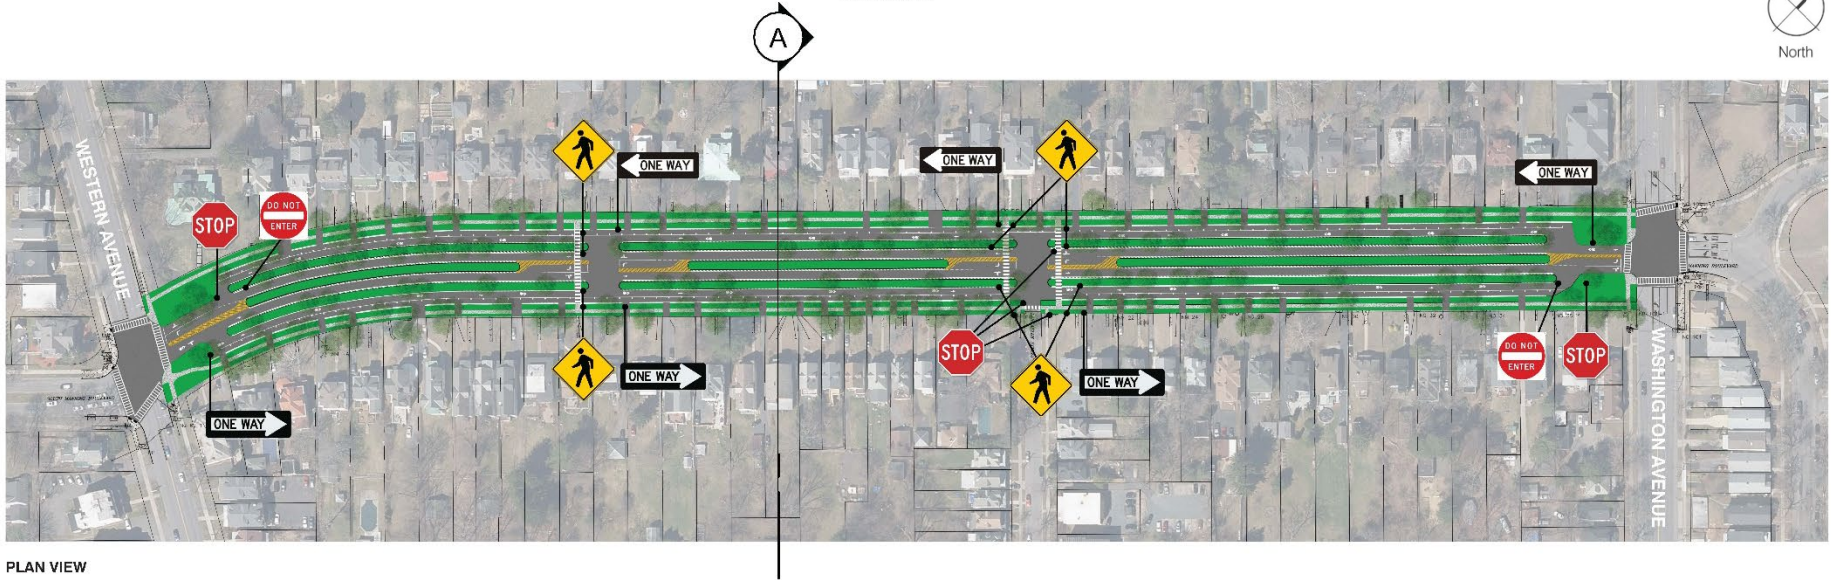 A
North
WESTERN AVENUE
STOP
DO NOT
ENTER
ONE WAY
ONE WAY
ONE WAY
ONE WAY
ONE WAY
STOP
ONE WAY
DO NOT
ENTER
STOP
WASHINGTON AVENUE
PLAN VIEW